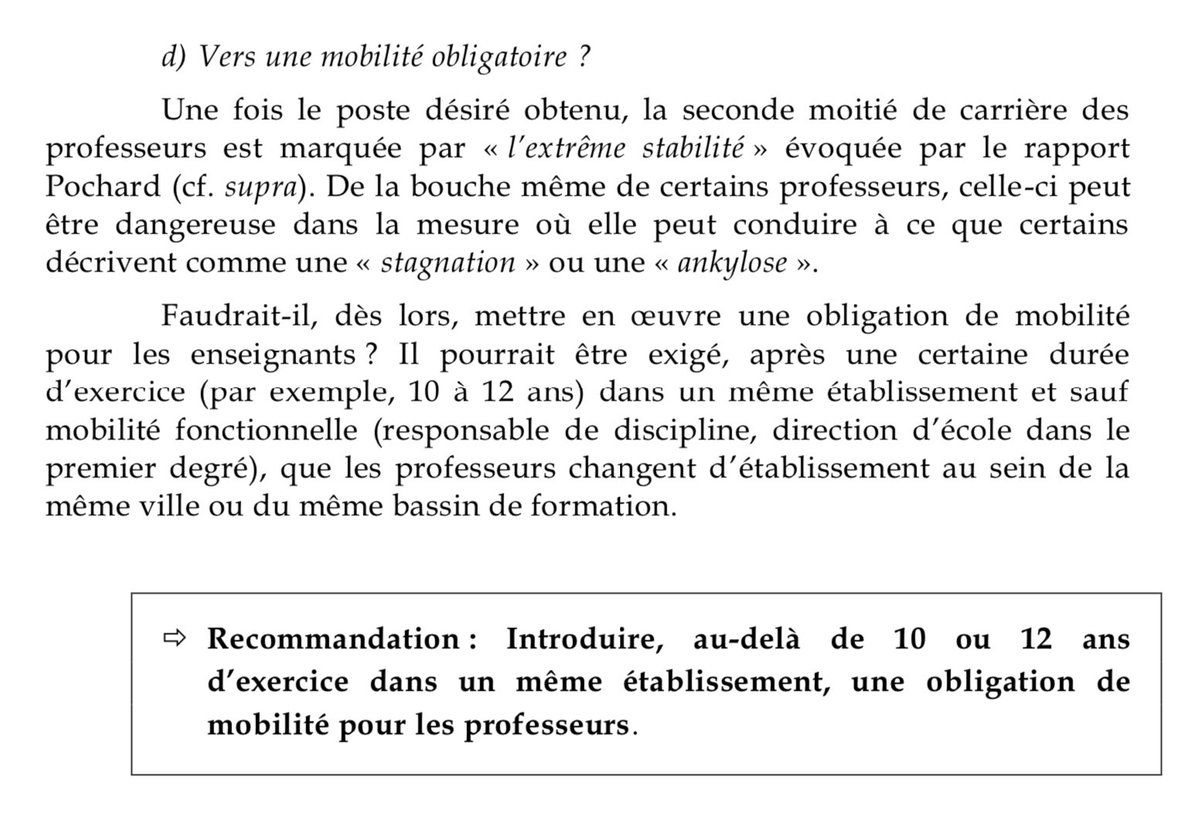 d) Vers une mobilité obligatoire ?
Une fois le poste désiré obtenu, la seconde moitié de carrière des
professeurs est marquée par « l’extrême stabilité » évoquée par le rapport
Pochard (cf. supra). De la bouche même de certains professeurs, celle-ci peut
être dangereuse dans la mesure où elle peut conduire à ce que certains
décrivent comme une « stagnation » ou une « ankylose ».
Faudrait-il, dès lors, mettre en œuvre une obligation de mobilité
pour les enseignants ? Il pourrait être exigé, après une certaine durée
d’exercice (par exemple, 10 à 12 ans) dans un même établissement et sauf
mobilité fonctionnelle (responsable de discipline, direction d’école dans le
premier degré), que les professeurs changent d’établissement au sein de la
même ville ou du même bassin de formation.
⇨ Recommandation : Introduire, au-delà de 10 ou 12 ans
d’exercice dans un même établissement, une obligation de
mobilité pour les professeurs.